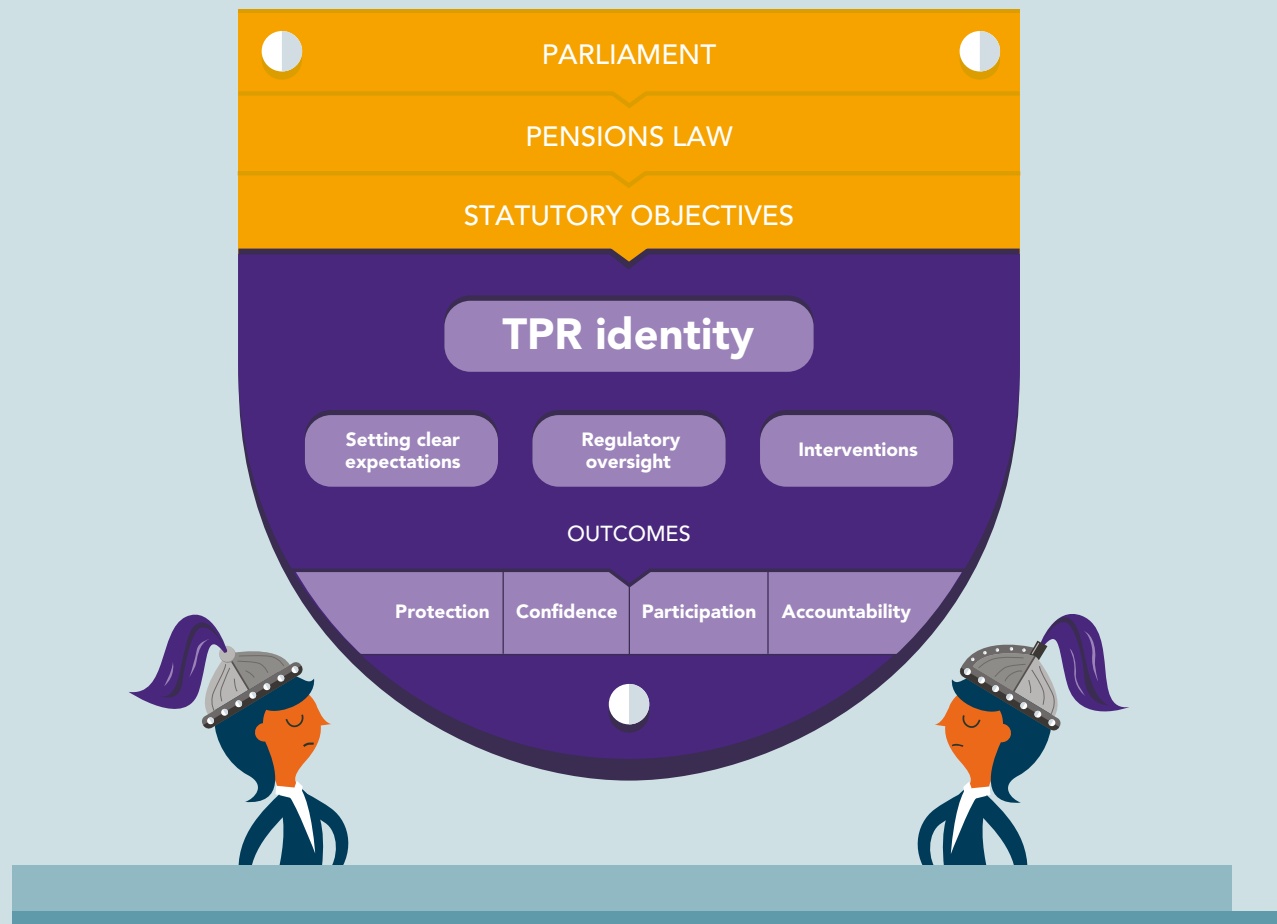 PARLIAMENT
PENSIONS LAW
STATUTORY OBJECTIVES
TPR identity
Setting clear
expectations
Regulatory
oversight
Interventions
OUTCOMES
Protection
Confidence
Participation
Accountability